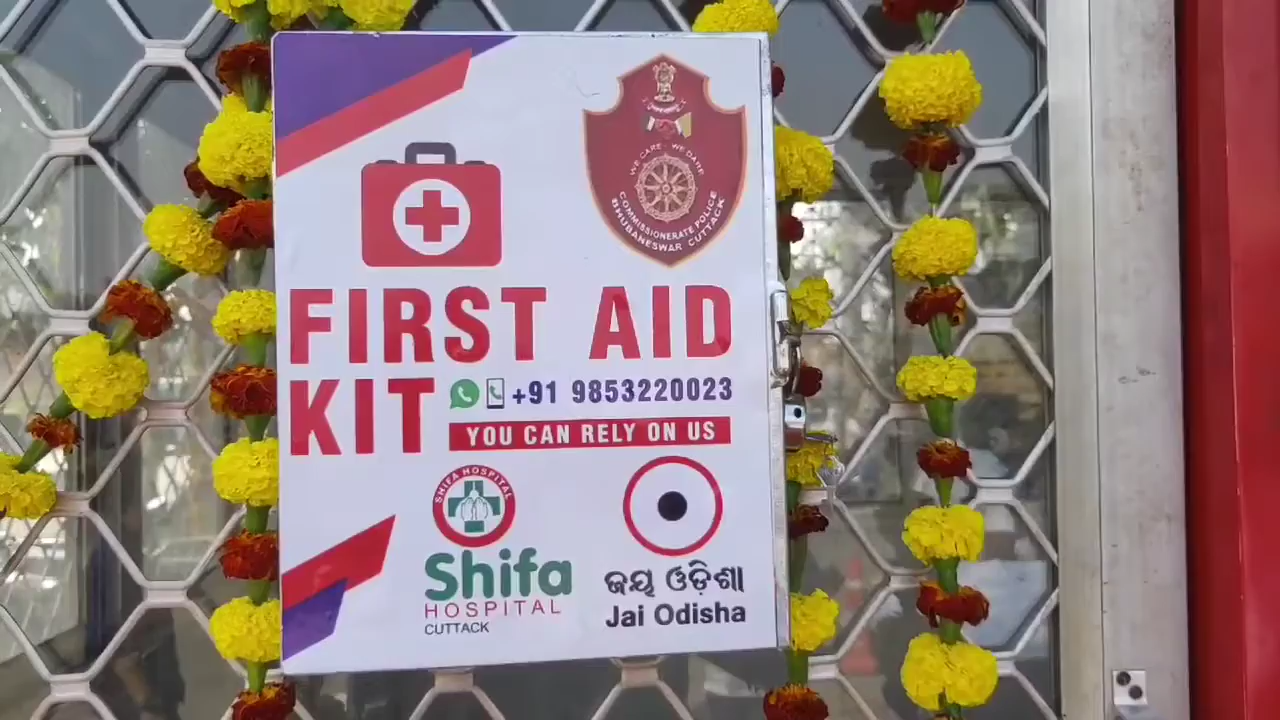 WE CARE - WE DARE
COMMISSIONERATE POLICE
BHUBANESWAR CUTTACK
FIRST AID
KIT
+91 9853220023
YOU CAN RELY ON US
SHIFA HOSPITAL
Shifa
HOSPITAL
CUTTACK
ଜୟ ଓଡ଼ିଶା
Jai Odisha